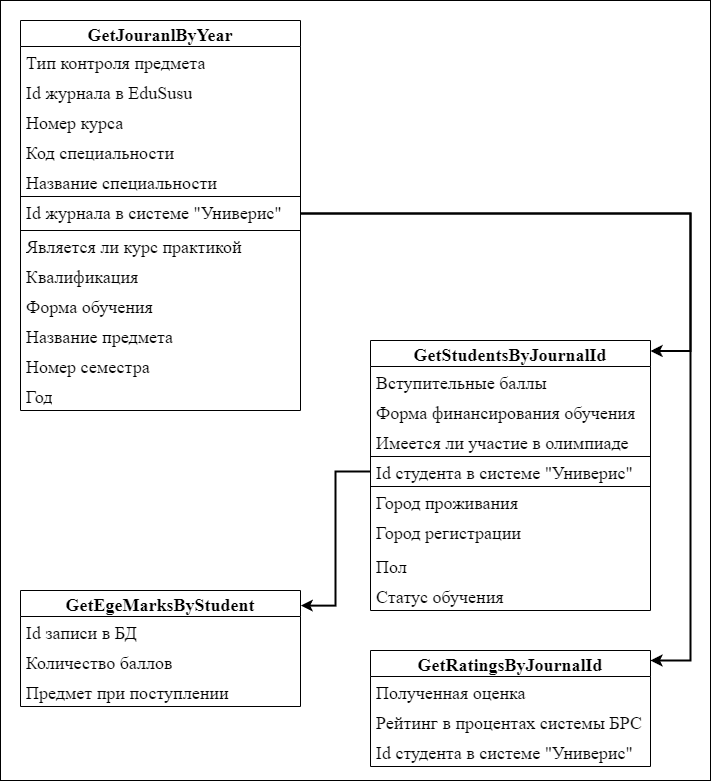 GetJouranlByYear
Тип контроля предмета
Id журнала в EduSusu
Номер курса
Код специальности
Название специальности
Id журнала в системе "Универис"
Является ли курс практикой
Квалификация
Форма обучения
Название предмета
Номер семестра
Год
GetStudentsByJournalId
Вступительные баллы
Форма финансирования обучения
Имеется ли участие в олимпиаде
Id студента в системе "Универис"
Город проживания
Город регистрации
Пол
Статус обучения
GetEgeMarksByStudent
Id записи в БД
Количество баллов
Предмет при поступлении
GetRatingsByJournalId
Полученная оценка
Рейтинг в процентах системы БРС
Id студента в системе "Универис"